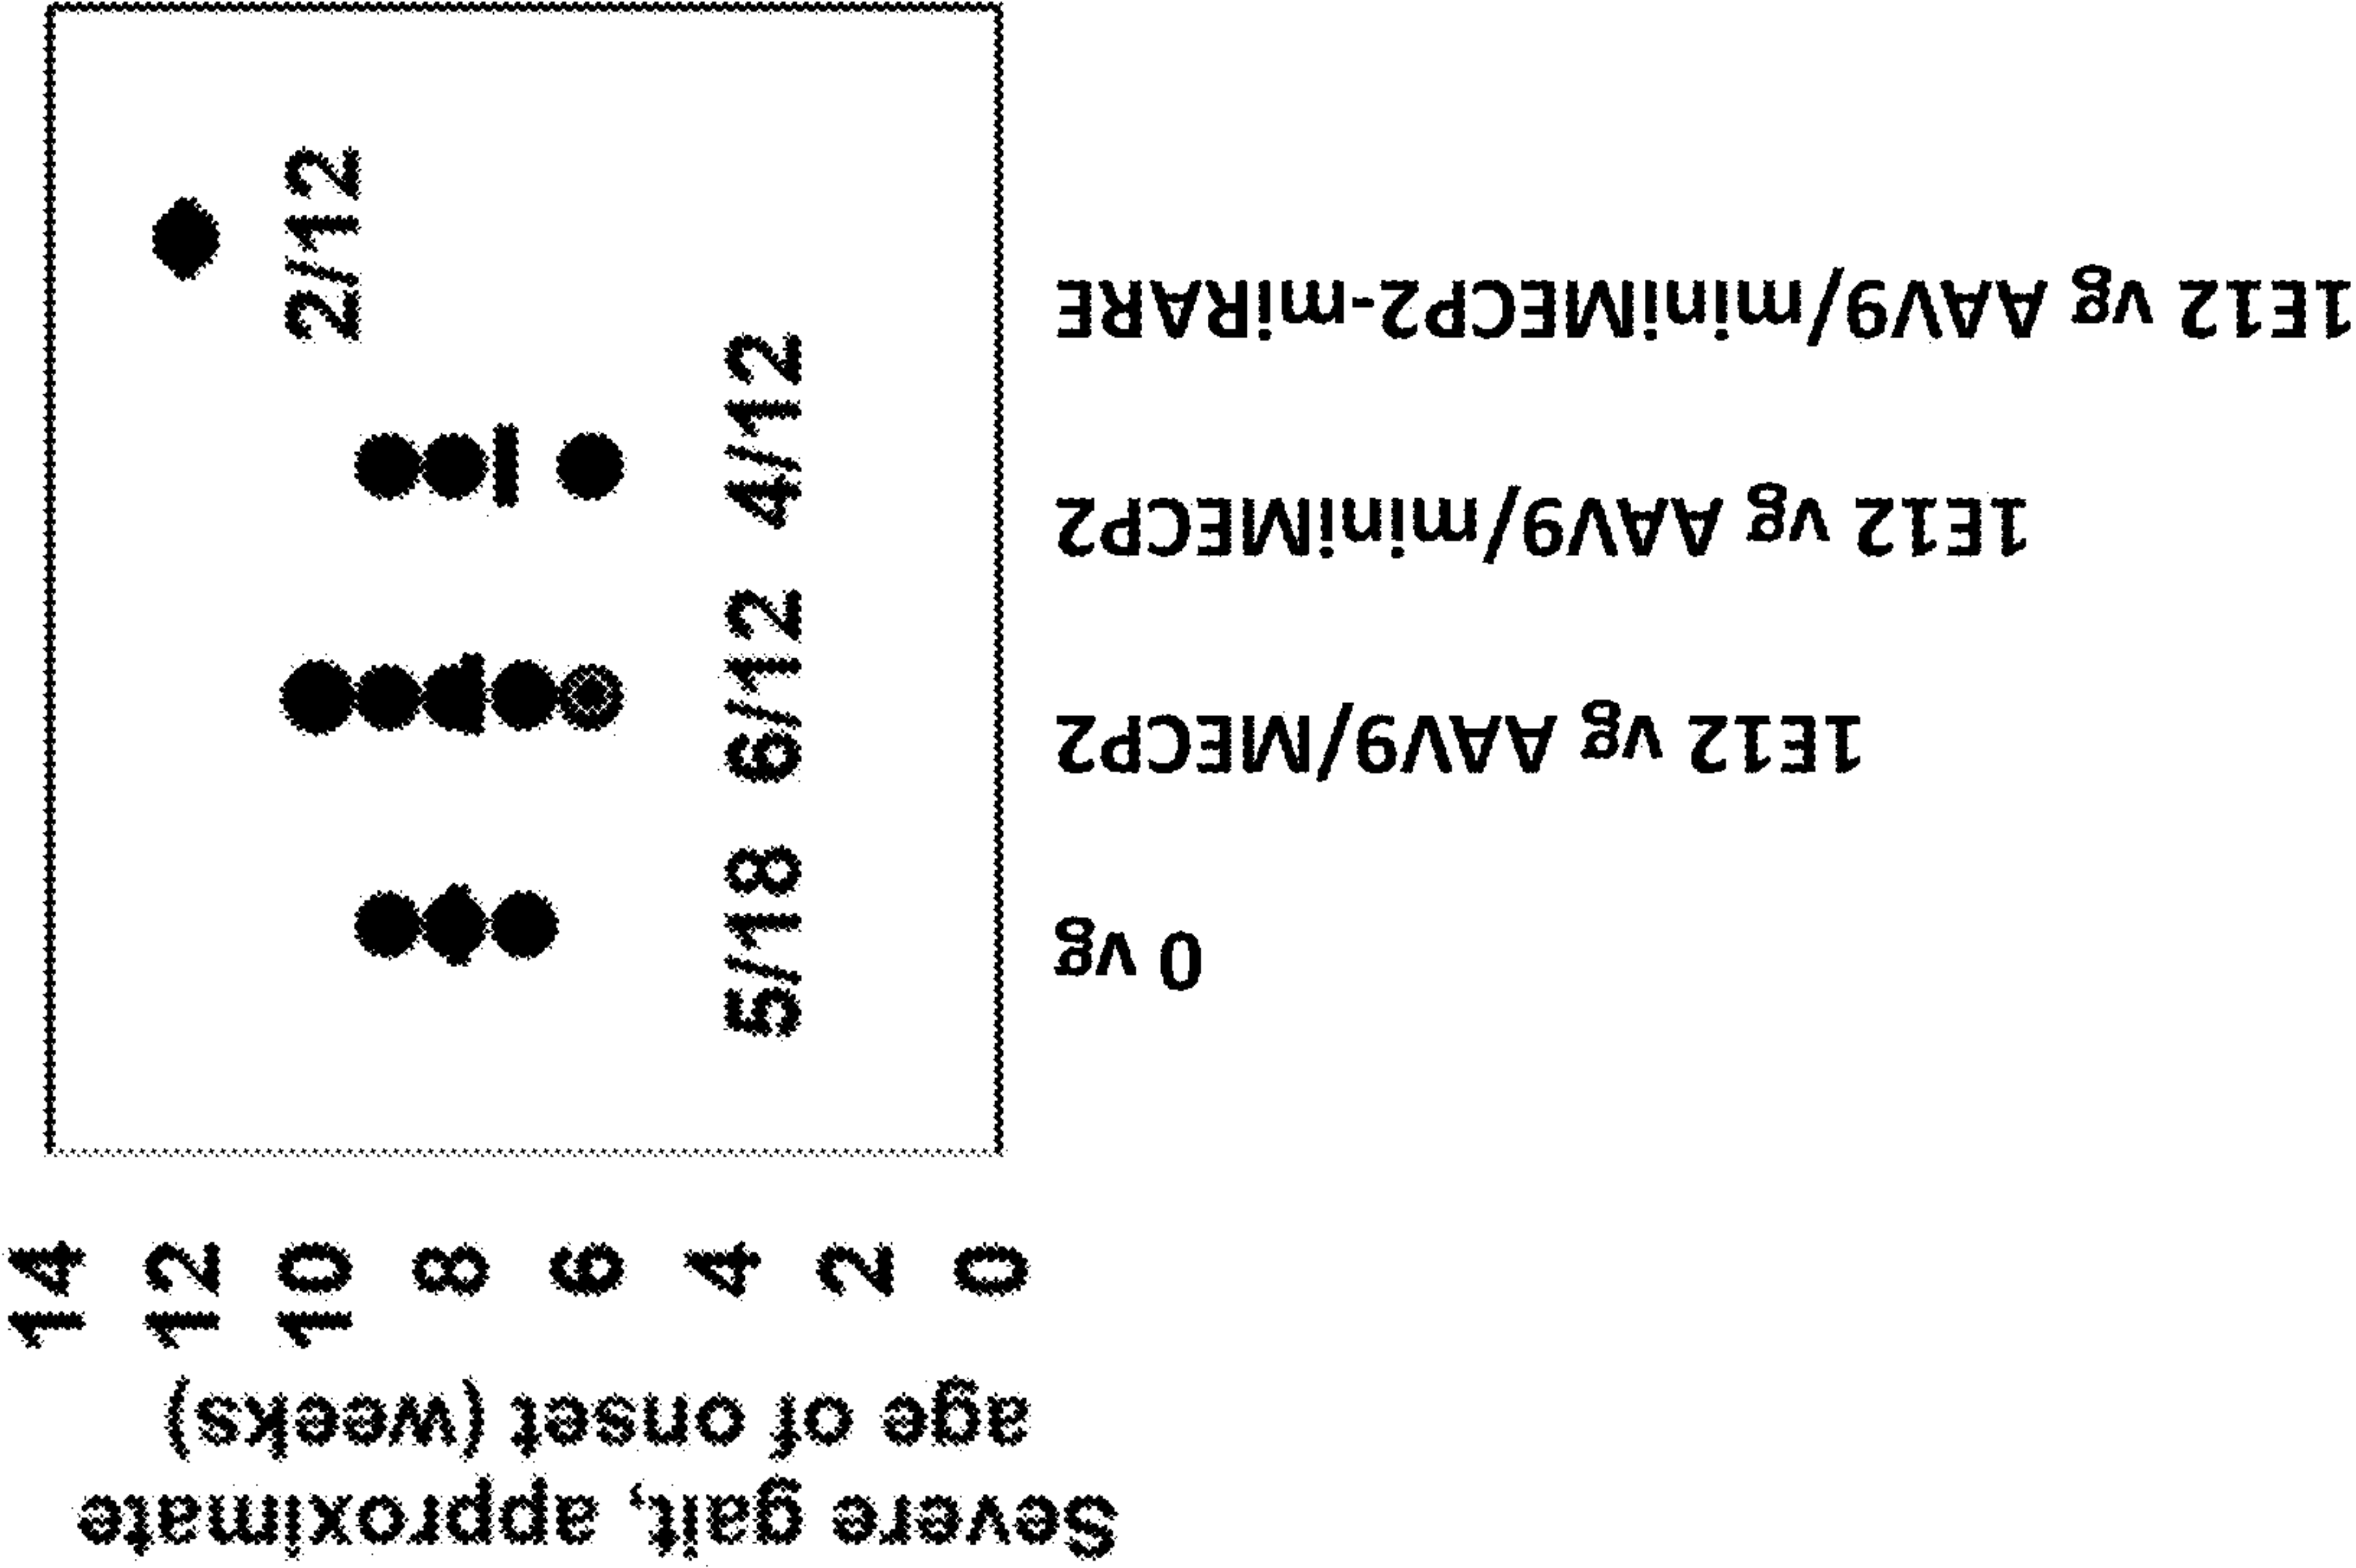 Severe gait, approximate
age of onset (weeks)
14
12
10
8
6
4
2
0
5/18
6/12
4/12
2/12
0 vg
1E12 vg AAV9/MECP2
1E12 vg AAV9/miniMECP2
1E12 vg AAV9/miniMECP2-miRARE